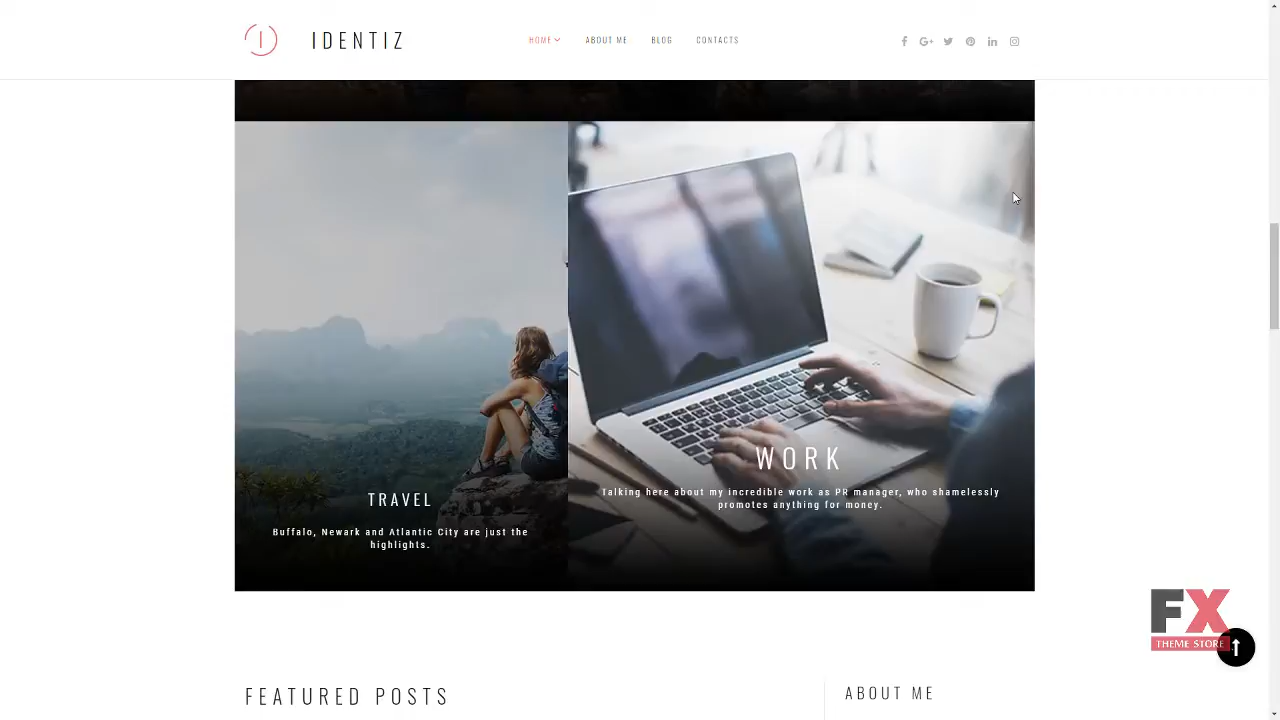 IDENTIZ
HOME
ABOUT ME
BLOG
CONTACTS
WORK
Talking here about my incredible work as PR manager, who shamelessly
promotes anything for money.
TRAVEL
Buffalo, Newark and Atlantic City are just the
highlights.
FX
THEME STORE
FEATURED POSTS
ABOUT ME